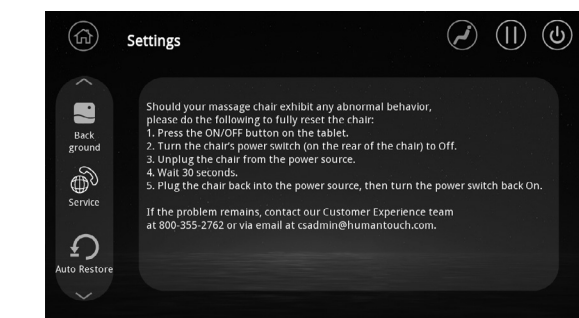 Settings
Back
ground
Service
Auto Restore
Should your massage chair exhibit any abnormal behavior,
please do the following to fully reset the chair:
1. Press the ON/OFF button on the tablet.
2. Turn the chair's power switch (on the rear of the chair) to Off.
3. Unplug the chair from the power source.
4. Wait 30 seconds.
5. Plug the chair back into the power source, then turn the power switch back On.
If the problem remains, contact our Customer Experience team
at 800-355-2762 or via email at csadmin@humantouch.com.